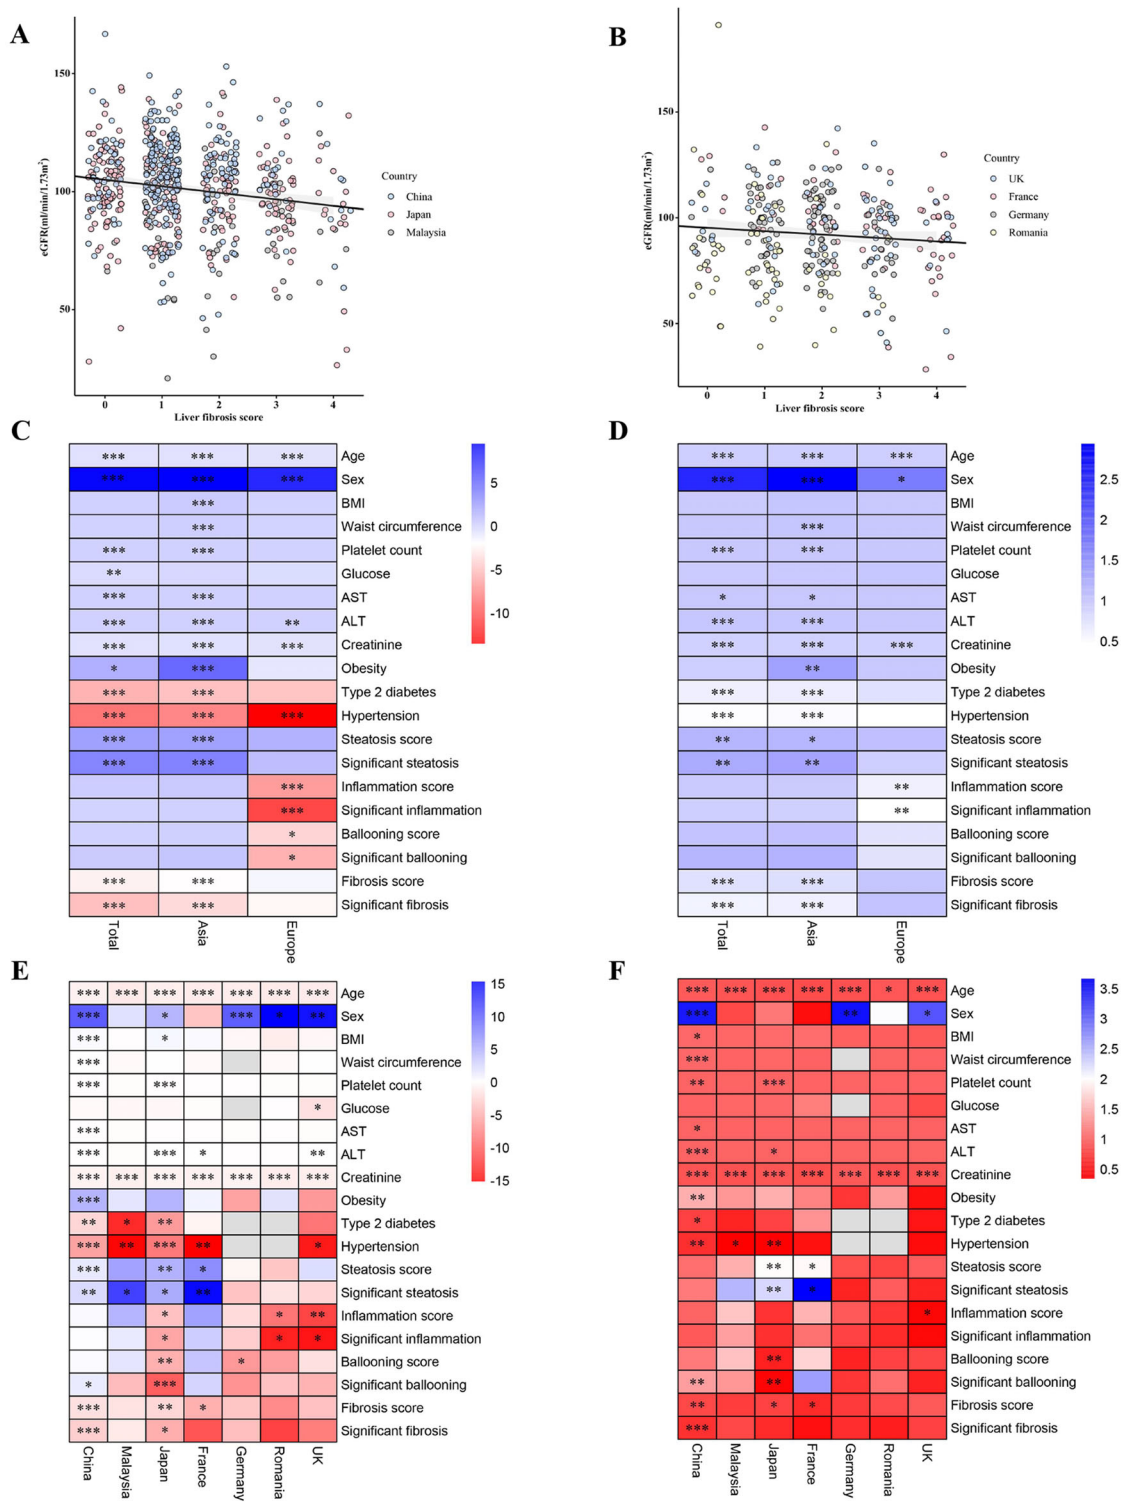 A
150
100
50
eGFR(ml/min/1.73m²)
0 1 2 3 4
Liver fibrosis score
Country
China
Japan
Malaysia
B
150
100
50
eGFR(ml/min/1.73m²)
0 1 2 3 4
Liver fibrosis score
Country
UK
France
Germany
Romania
C
*** *** *** Age
*** *** *** Sex
*** BMI
*** Waist circumference
*** *** Platelet count
** Glucose
*** *** AST
*** *** ** ALT
*** *** *** Creatinine
* *** Obesity
*** *** Type 2 diabetes
*** *** *** Hypertension
*** *** Steatosis score
*** *** Significant steatosis
*** Inflammation score
*** Significant inflammation
* Ballooning score
* Significant ballooning
*** *** Fibrosis score
*** *** Significant fibrosis
Total Asia Europe
5
0
-5
-10
D
*** *** *** Age
*** *** * Sex
BMI
*** Waist circumference
*** *** Platelet count
Glucose
* * AST
*** *** ALT
*** *** *** Creatinine
** Obesity
*** *** Type 2 diabetes
*** *** Hypertension
** * Steatosis score
** ** Significant steatosis
** Inflammation score
** Significant inflammation
Ballooning score
Significant ballooning
*** *** Fibrosis score
*** *** Significant fibrosis
Total Asia Europe
2.5
2
1.5
1
0.5
E
*** *** *** *** *** *** *** Age
*** * *** * ** Sex
*** * BMI
*** Waist circumference
*** *** Platelet count
* Glucose
*** AST
*** *** * ** ALT
*** *** *** *** *** *** *** Creatinine
*** Obesity
** * ** Type 2 diabetes
*** ** *** ** * Hypertension
*** ** * Steatosis score
** * * ** Significant steatosis
* * ** Inflammation score
* * * Significant inflammation
** * Ballooning score
* *** Significant ballooning
*** ** * Fibrosis score
*** * Significant fibrosis
China Malaysia Japan France Germany Romania UK
15
10
5
0
-5
-10
-15
F
*** *** *** *** *** * *** Age
*** ** * Sex
* BMI
*** Waist circumference
** *** Platelet count
Glucose
* AST
*** * ALT
*** *** *** *** *** *** *** Creatinine
** Obesity
* Type 2 diabetes
** * ** Hypertension
** * Steatosis score
** * Significant steatosis
* Inflammation score
Significant inflammation
** Ballooning score
** ** Significant ballooning
** * * Fibrosis score
*** Significant fibrosis
China Malaysia Japan France Germany Romania UK
3.5
3
2.5
2
1.5
1
0.5